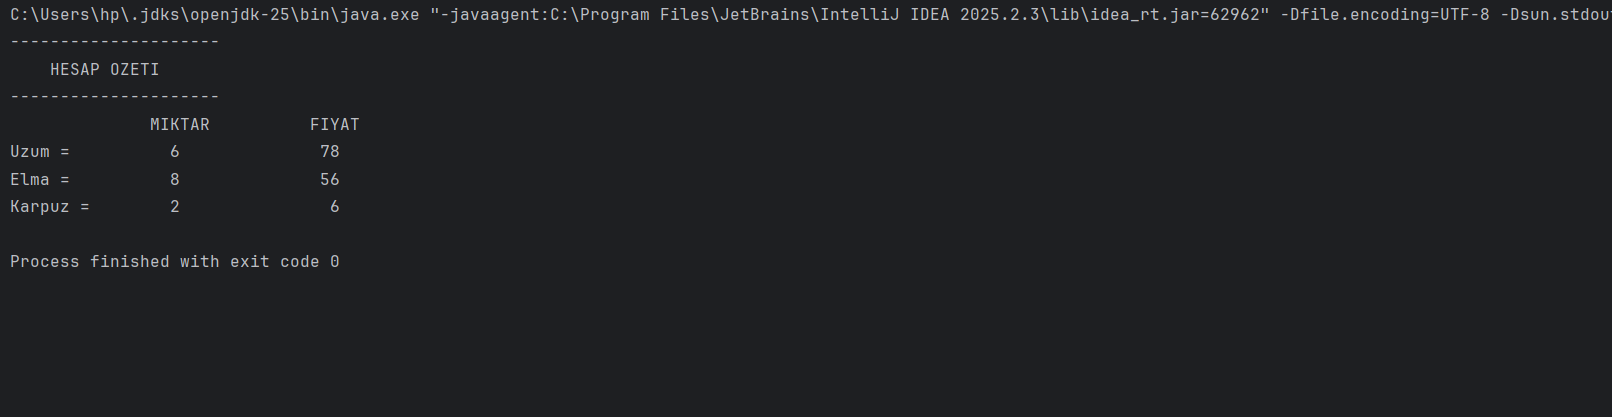 C:\Users\hp\.jdks\openjdk-25\bin\java.exe "-javaagent:C:\Program Files\JetBrains\IntelliJ IDEA 2025.2.3\lib\idea_rt.jar=62962" -Dfile.encoding=UTF-8 -Dsun.stdou
---------------------
    HESAP OZETI
---------------------
              MIKTAR          FIYAT
Uzum =          6              78
Elma =          8              56
Karpuz =        2               6
Process finished with exit code 0